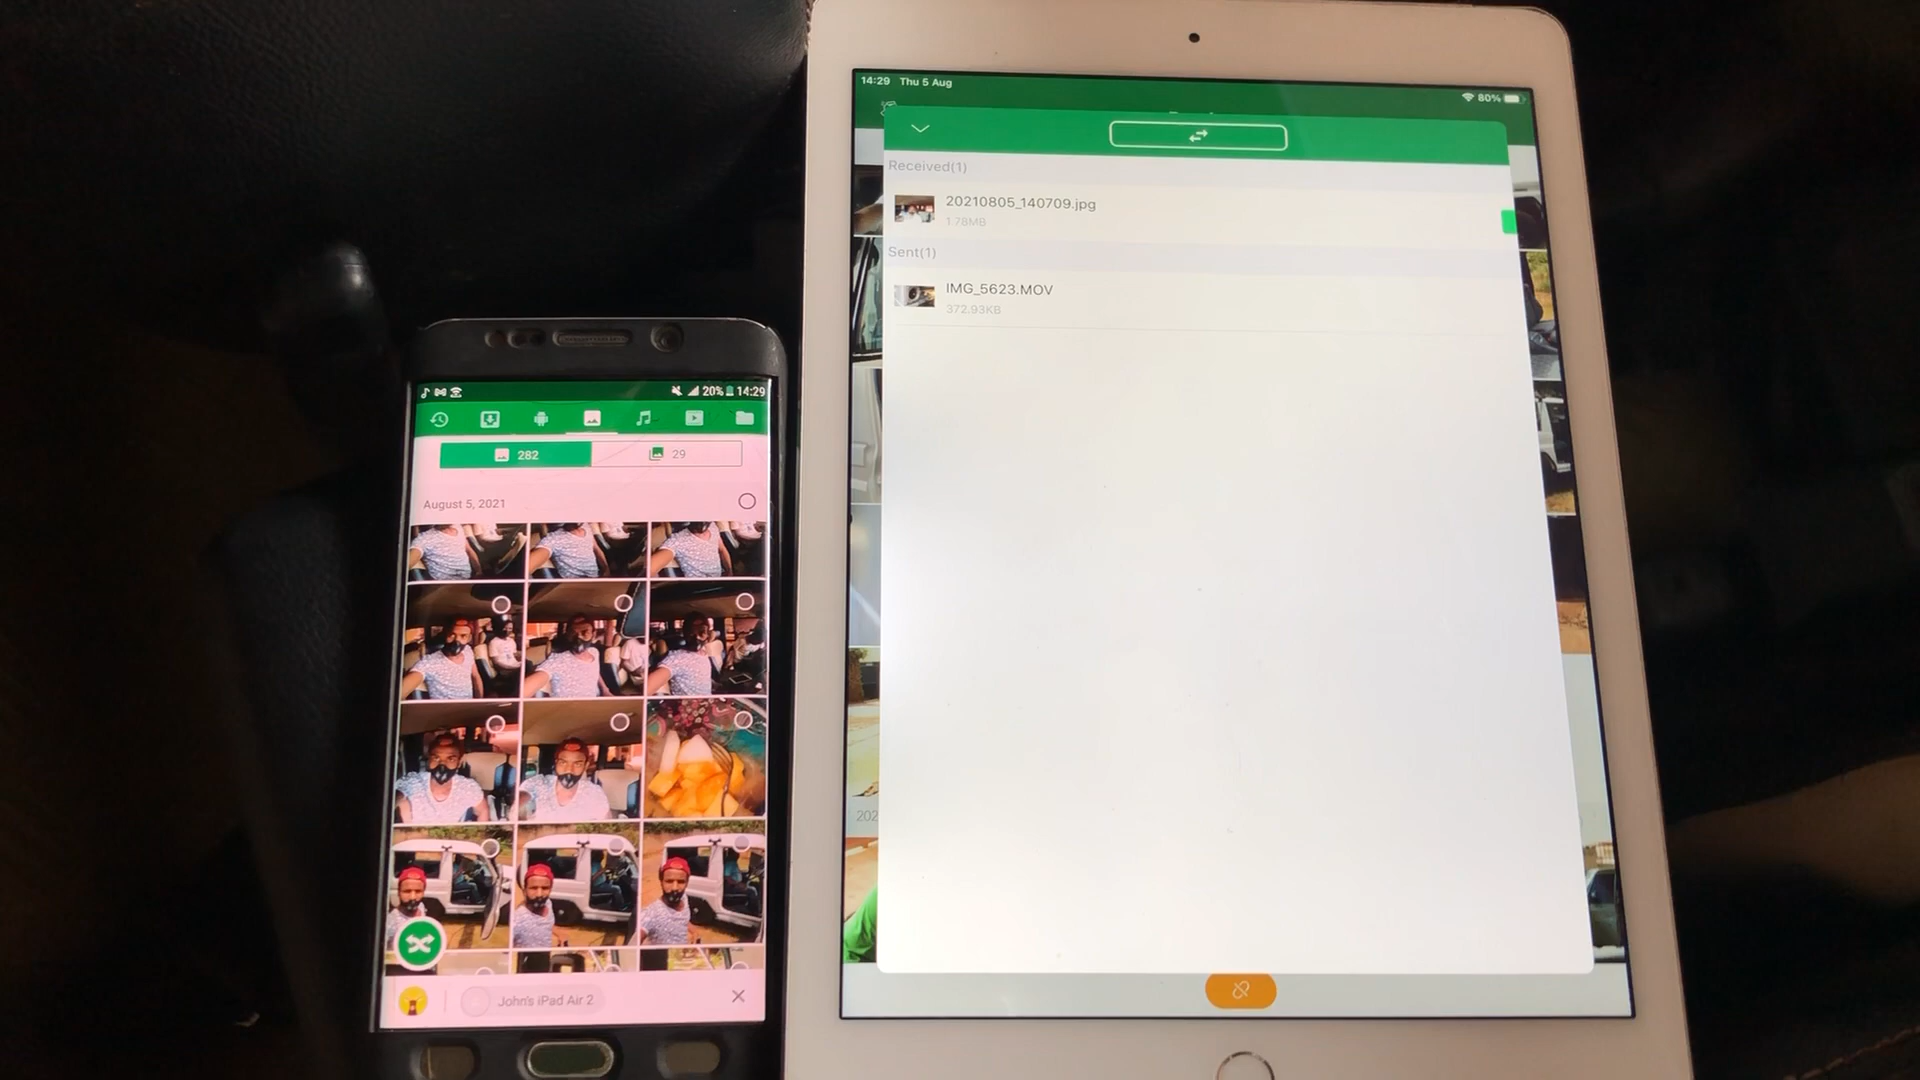 20% 14:29
282
29
August 5, 2021
John's iPad Air 2
14:29 Thu 5 Aug
80%
Received(1)
20210805_140709.jpg
1.78MB
Sent(1)
IMG_5623.MOV
372.93KB
202